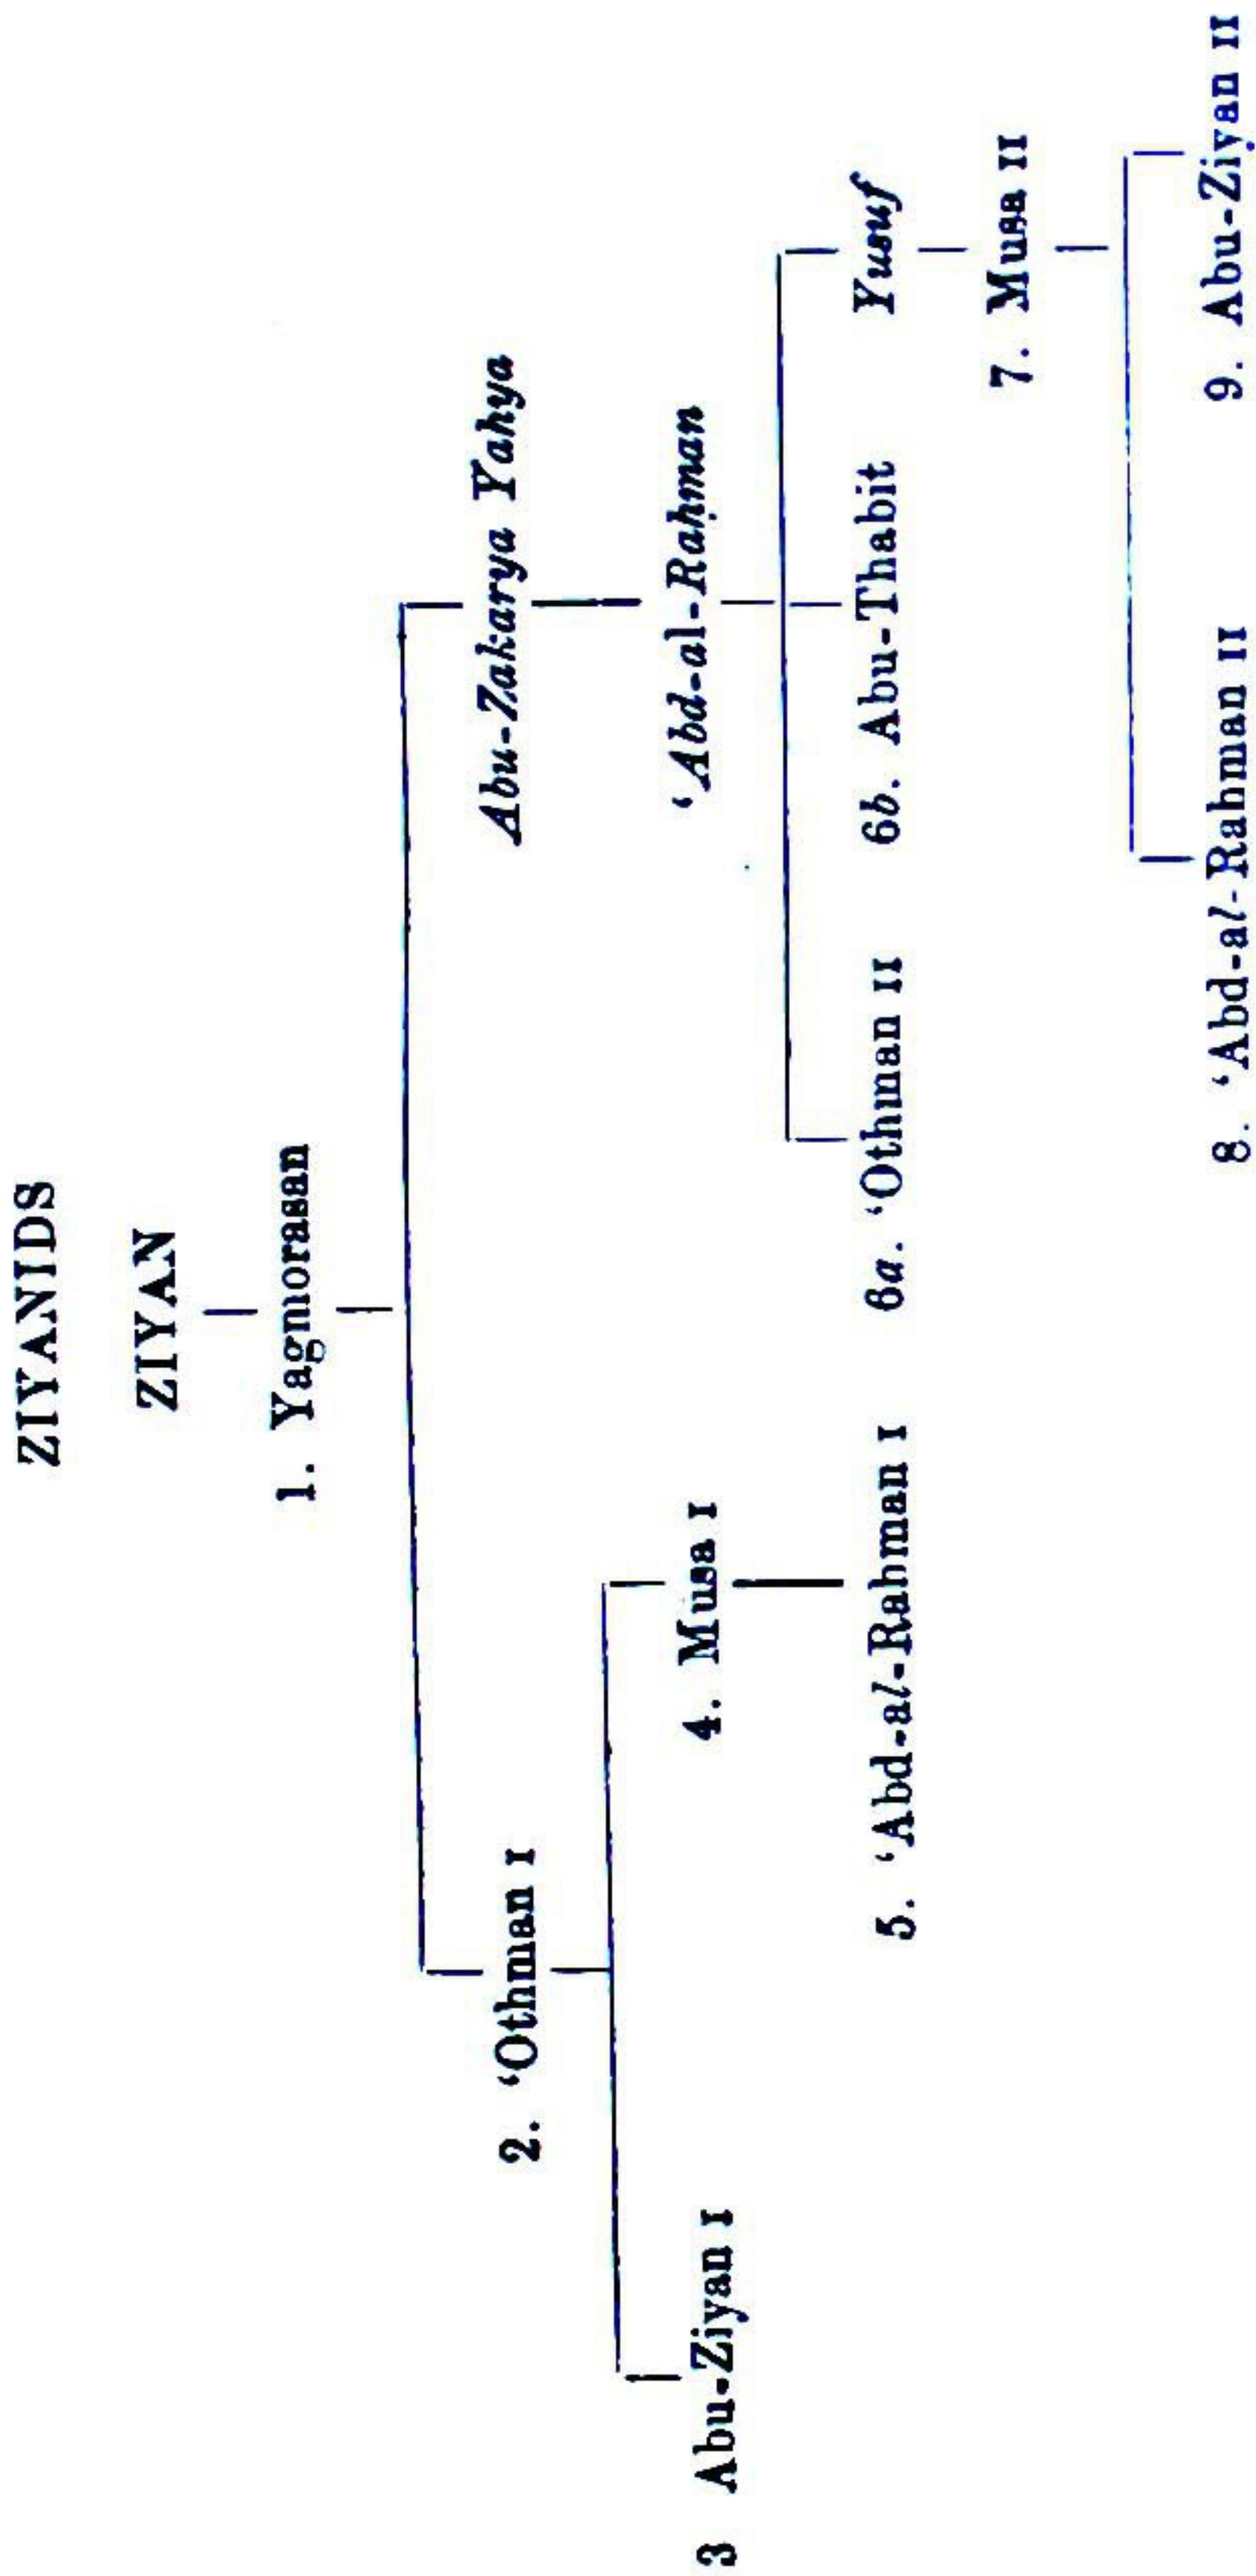 ZIYANIDS
ZIYAN
1. Yagmorasan
2. ‘Othman I
Abu-Zakarya Yahya
3 Abu-Ziyan I
4. Musa I
‘Abd-al-Raḥman
5. ‘Abd-al-Rahman I
6a. ‘Othman II
6b. Abu-Thabit
Yusuf
7. Musa II
8. ‘Abd-al-Rahman II
9. Abu-Ziyan II